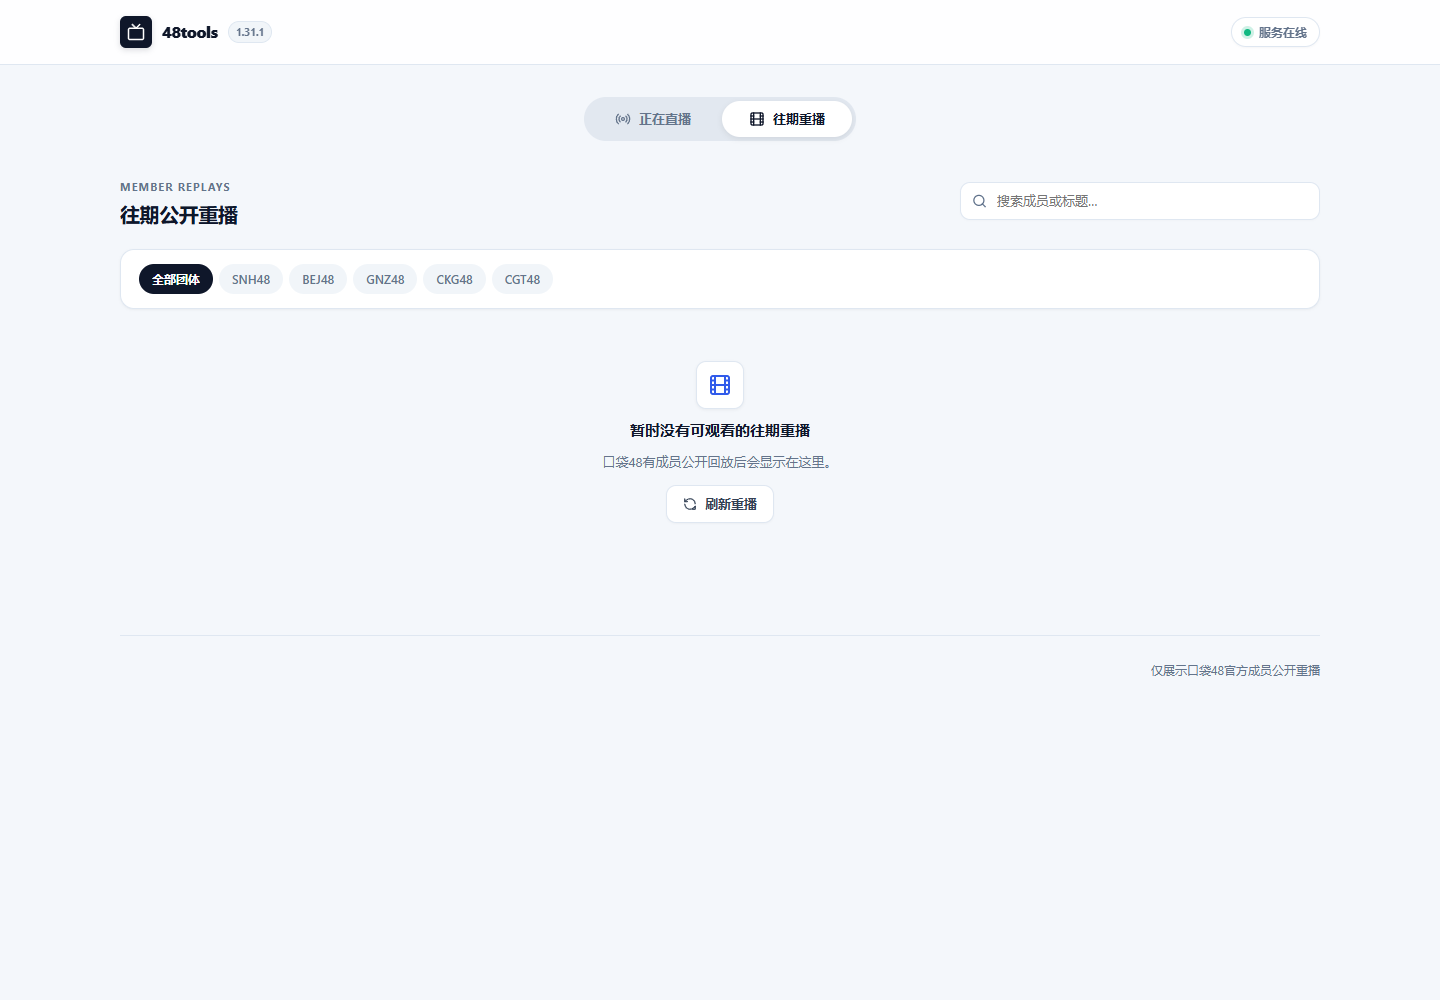 48tools 1.31.1
服务在线
正在直播 往期重播
MEMBER REPLAYS
往期公开重播
搜索成员或标题...
全部团体 SNH48 BEJ48 GNZ48 CKG48 CGT48
暂时没有可观看的往期重播
口袋48有成员公开回放后会显示在这里。
刷新重播
仅展示口袋48官方成员公开重播